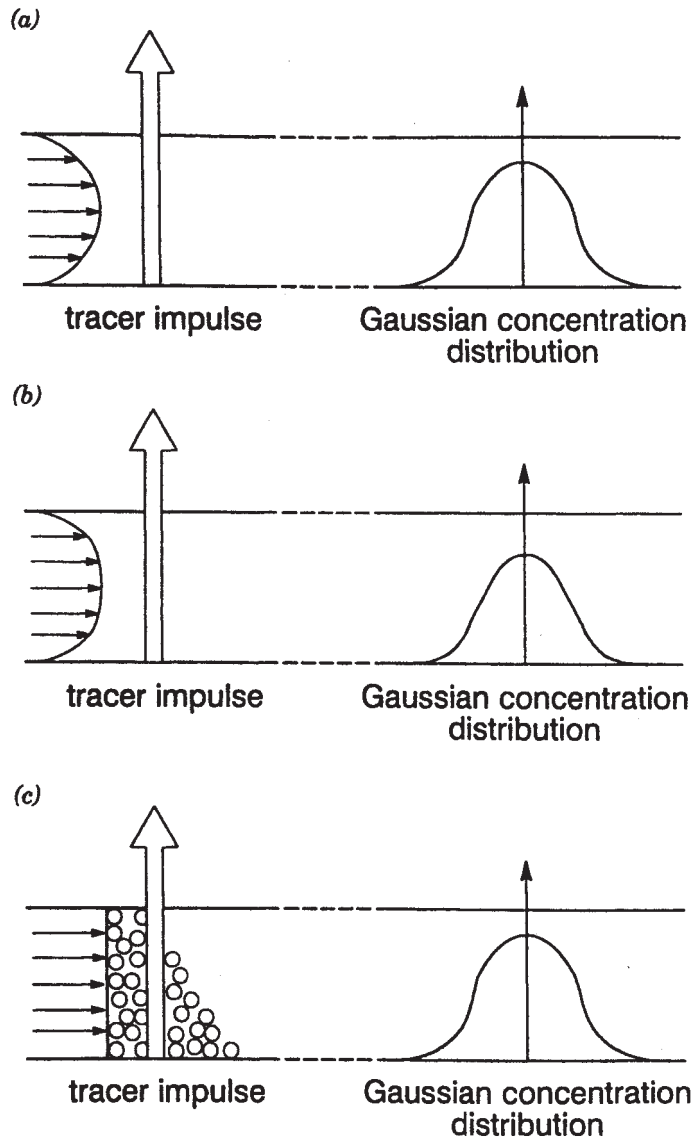 (a)
tracer impulse
Gaussian concentration
distribution
(b)
tracer impulse
Gaussian concentration
distribution
(c)
tracer impulse
Gaussian concentration
distribution